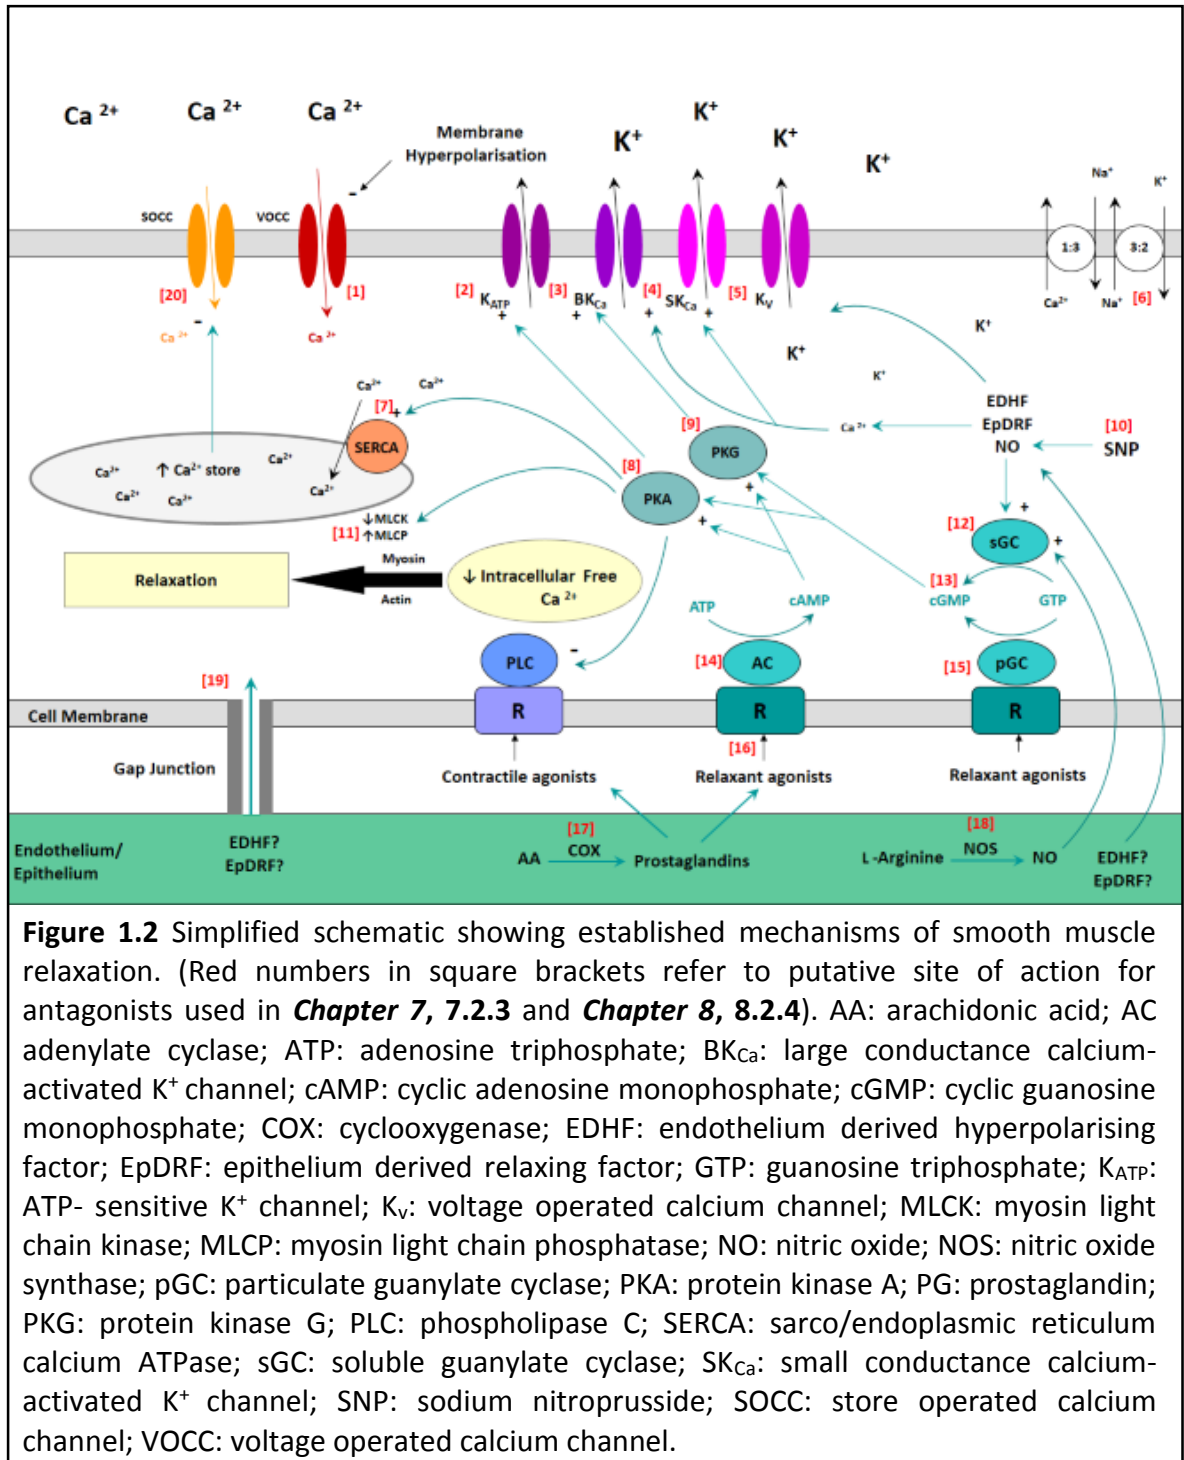 Ca 2+
Ca 2+
Ca 2+
Membrane
Hyperpolarisation
K+
K+
K+
K+
SOCC
VOCC
-
Na+
K+
1:3
3:2
[20]
[1]
[2]
KATP
+
[3]
BKCa
+
[4]
+
SKCa
+
[5]
KV
Ca2+
Na+
[6]
-
Ca 2+
Ca 2+
K+
K+
K+
Ca2+
Ca2+
[7]
+
SERCA
EDHF
EpDRF
NO
[10]
SNP
Ca 2+
[9]
PKG
+
[8]
PKA
+
Ca2+
↑ Ca2+ store
Ca2+
Ca2+
Ca2+
Ca2+
↓MLCK
[11] ↑MLCP
[12]
+
sGC
+
Relaxation
Myosin
Actin
↓ Intracellular Free
Ca 2+
[13]
ATP
cAMP
cGMP
GTP
PLC
-
[14]
AC
[15]
pGC
[19]
R
R
R
Cell Membrane
[16]
Gap Junction
Contractile agonists
Relaxant agonists
Relaxant agonists
Endothelium/
Epithelium
EDHF?
EpDRF?
[17]
AA
COX
Prostaglandins
[18]
L-Arginine
NOS
NO
EDHF?
EpDRF?
Figure 1.2 Simplified schematic showing established mechanisms of smooth muscle
relaxation. (Red numbers in square brackets refer to putative site of action for
antagonists used in Chapter 7, 7.2.3 and Chapter 8, 8.2.4). AA: arachidonic acid; AC
adenylate cyclase; ATP: adenosine triphosphate; BKCa: large conductance calcium-
activated K+ channel; cAMP: cyclic adenosine monophosphate; cGMP: cyclic guanosine
monophosphate; COX: cyclooxygenase; EDHF: endothelium derived hyperpolarising
factor; EpDRF: epithelium derived relaxing factor; GTP: guanosine triphosphate; KATP:
ATP- sensitive K+ channel; Kv: voltage operated calcium channel; MLCK: myosin light
chain kinase; MLCP: myosin light chain phosphatase; NO: nitric oxide; NOS: nitric oxide
synthase; pGC: particulate guanylate cyclase; PKA: protein kinase A; PG: prostaglandin;
PKG: protein kinase G; PLC: phospholipase C; SERCA: sarco/endoplasmic reticulum
calcium ATPase; sGC: soluble guanylate cyclase; SKCa: small conductance calcium-
activated K+ channel; SNP: sodium nitroprusside; SOCC: store operated calcium
channel; VOCC: voltage operated calcium channel.